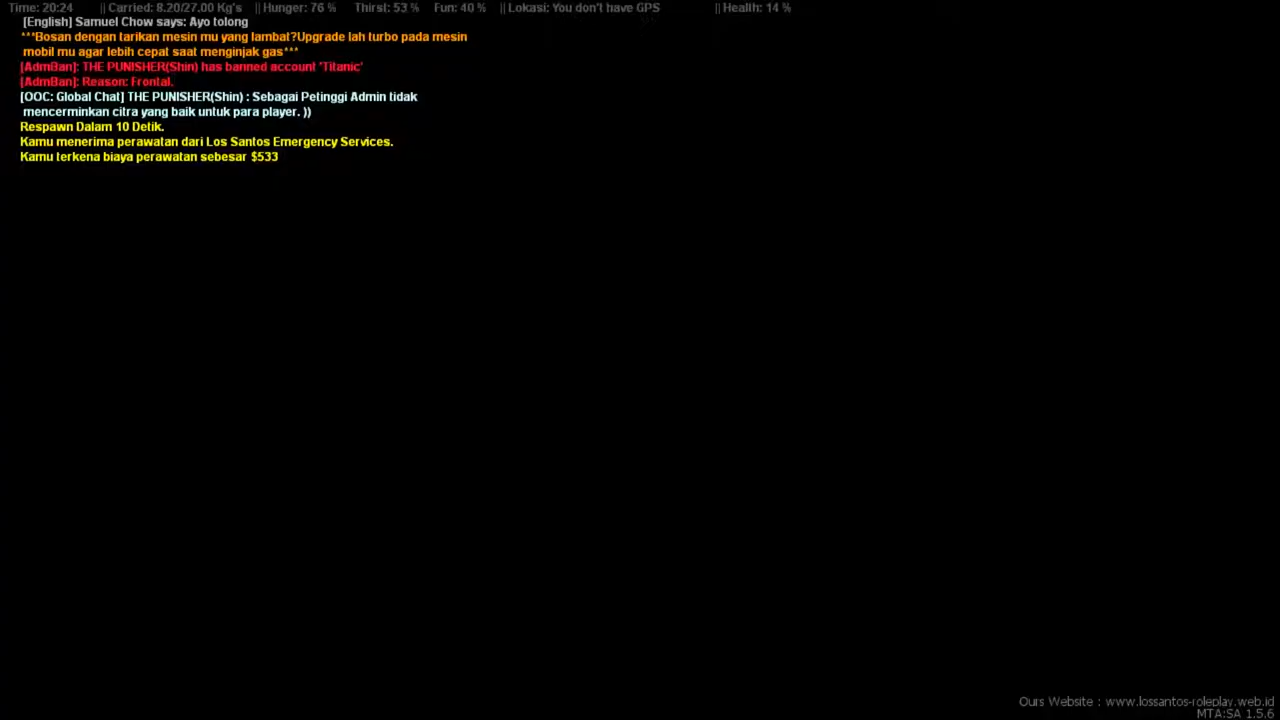 Time: 20:24 || Carried: 8.20/27.00 Kg's || Hunger: 76 % Thirst: 53 % Fun: 40 % || Lokasi: You don't have GPS || Health: 14 %
[English] Samuel Chow says: Ayo tolong
***Bosan dengan tarikan mesin mu yang lambat?Upgrade lah turbo pada mesin
mobil mu agar lebih cepat saat menginjak gas***
[AdmBan]: THE PUNISHER(Shin) has banned account 'Titanic'
[AdmBan]: Reason: Frontal.
[OOC: Global Chat] THE PUNISHER(Shin) : Sebagai Petinggi Admin tidak
mencerminkan citra yang baik untuk para player. ))
Respawn Dalam 10 Detik.
Kamu menerima perawatan dari Los Santos Emergency Services.
Kamu terkena biaya perawatan sebesar $533
Ours Website : www.lossantos-roleplay.web.id
MTA:SA 1.5.6